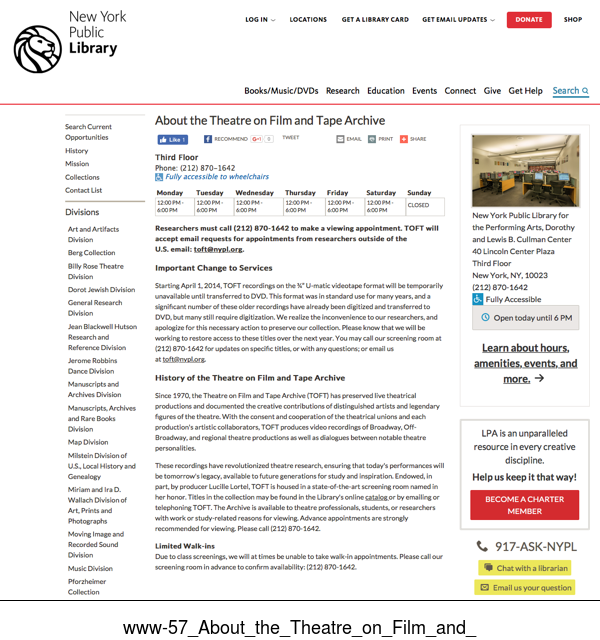 New York
Public
Library
LOG IN
LOCATIONS
GET A LIBRARY CARD
GET EMAIL UPDATES
DONATE
SHOP
Books/Music/DVDs Research Education Events Connect Give Get Help Search
Search Current
Opportunities
History
Mission
Collections
Contact List
Divisions
Art and Artifacts
Division
Berg Collection
Billy Rose Theatre
Division
Dorot Jewish Division
General Research
Division
Jean Blackwell Hutson
Research and
Reference Division
Jerome Robbins
Dance Division
Manuscripts and
Archives Division
Manuscripts, Archives
and Rare Books
Division
Map Division
Milstein Division of
U.S., Local History and
Genealogy
Miriam and Ira D.
Wallach Division of
Art, Prints and
Photographs
Moving Image and
Recorded Sound
Division
Music Division
Pforzheimer
Collection
About the Theatre on Film and Tape Archive
Like 1 RECOMMEND G+1 0 TWEET EMAIL PRINT SHARE
Third Floor
Phone: (212) 870-1642
Fully accessible to wheelchairs
Monday Tuesday Wednesday Thursday Friday Saturday Sunday
12:00 PM - 12:00 PM - 12:00 PM - 12:00 PM - 12:00 PM - 12:00 PM - CLOSED
6:00 PM 6:00 PM 6:00 PM 6:00 PM 6:00 PM 6:00 PM
Researchers must call (212) 870-1642 to make a viewing appointment. TOFT will
accept email requests for appointments from researchers outside of the
U.S. email: toft@nypl.org.
Important Change to Services
Starting April 1, 2014, TOFT recordings on the ¾" U-matic videotape format will be temporarily
unavailable until transferred to DVD. This format was in standard use for many years, and a
significant number of these older recordings have already been digitized and transferred to
DVD, but many still require digitization. We realize the inconvenience to our researchers, and
apologize for this necessary action to preserve our collection. Please know that we will be
working to restore access to these titles over the next year. You may call our screening room at
(212) 870-1642 for updates on specific titles, or with any questions; or email us
at toft@nypl.org.
History of the Theatre on Film and Tape Archive
Since 1970, the Theatre on Film and Tape Archive (TOFT) has preserved live theatrical
productions and documented the creative contributions of distinguished artists and legendary
figures of the theatre. With the consent and cooperation of the theatrical unions and each
production's artistic collaborators, TOFT produces video recordings of Broadway, Off-
Broadway, and regional theatre productions as well as dialogues between notable theatre
personalities.
These recordings have revolutionized theatre research, ensuring that today's performances will
be tomorrow's legacy, available to future generations for study and inspiration. Endowed, in
part, by producer Lucille Lortel, TOFT is housed in a state-of-the-art screening room named in
her honor. Titles in the collection may be found in the Library's online catalog or by emailing or
telephoning TOFT. The Archive is available to theatre professionals, students, or researchers
with work or study-related reasons for viewing. Advance appointments are strongly
recommended for viewing. Please call (212) 870-1642.
Limited Walk-ins
Due to class screenings, we will at times be unable to take walk-in appointments. Please call our
screening room in advance to confirm availability: (212) 870-1642.
New York Public Library for
the Performing Arts, Dorothy
and Lewis B. Cullman Center
40 Lincoln Center Plaza
Third Floor
New York, NY, 10023
(212) 870-1642
Fully Accessible
Open today until 6 PM
Learn about hours,
amenities, events, and
more.
LPA is an unparalleled
resource in every creative
discipline.
Help us keep it that way!
BECOME A CHARTER
MEMBER
917-ASK-NYPL
Chat with a librarian
Email us your question
www-57_About_the_Theatre_on_Film_and_